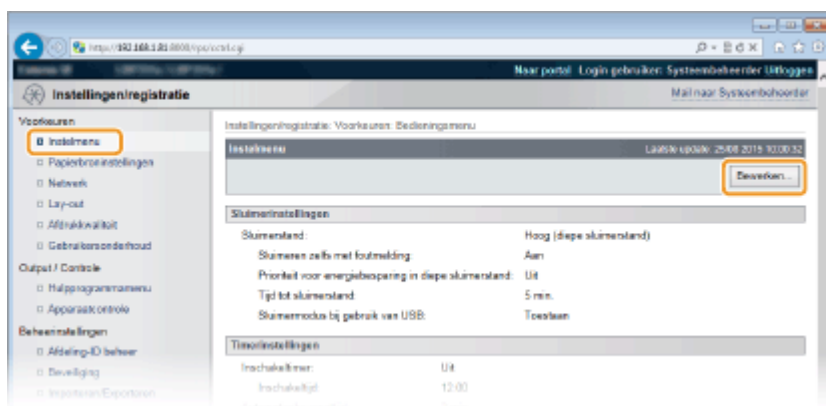 Naar portal Login gebruiker: Systeembeheerder Uitloggen
Instellingen/registratie
Mail naar Systeembeheerder
Voorkeuren
Instelmenu
Papierbroninstellingen
Netwerk
Lay-out
Afdrukkwaliteit
Gebruikersonderhoud
Output / Controle
Hulpprogrammamenu
Apparaatcontrole
Beheerinstellingen
Afdeling-ID beheer
Beveiliging
Importeren/Exporteren
Instellingen/registratie: Voorkeuren: Bedieningsmenu
Instelmenu
Laatste update: 25/08 2015 10:00:32
Bewerken...
Sluimerinstellingen
Sluimerstand: Hoog (diepe sluimerstand)
Sluimeren zelfs met foutmelding: Aan
Prioriteit voor energiebesparing in diepe sluimerstand: Uit
Tijd tot sluimerstand: 5 min.
Sluimermodus bij gebruik van USB: Toestaan
Timerinstellingen
Inschakeltimer: Uit
Inschakeltijd: 12:00